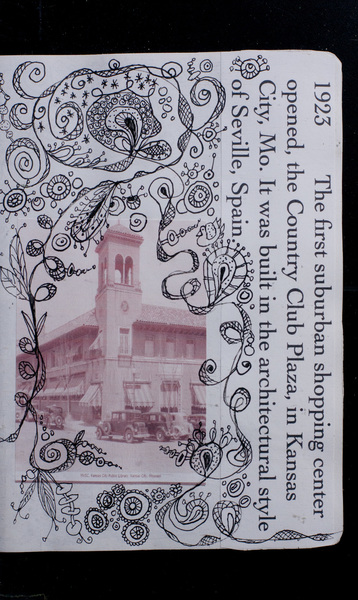 1923 The first suburban shopping center
opened, the Country Club Plaza, in Kansas
City, Mo. It was built in the architectural style
of Seville, Spain.